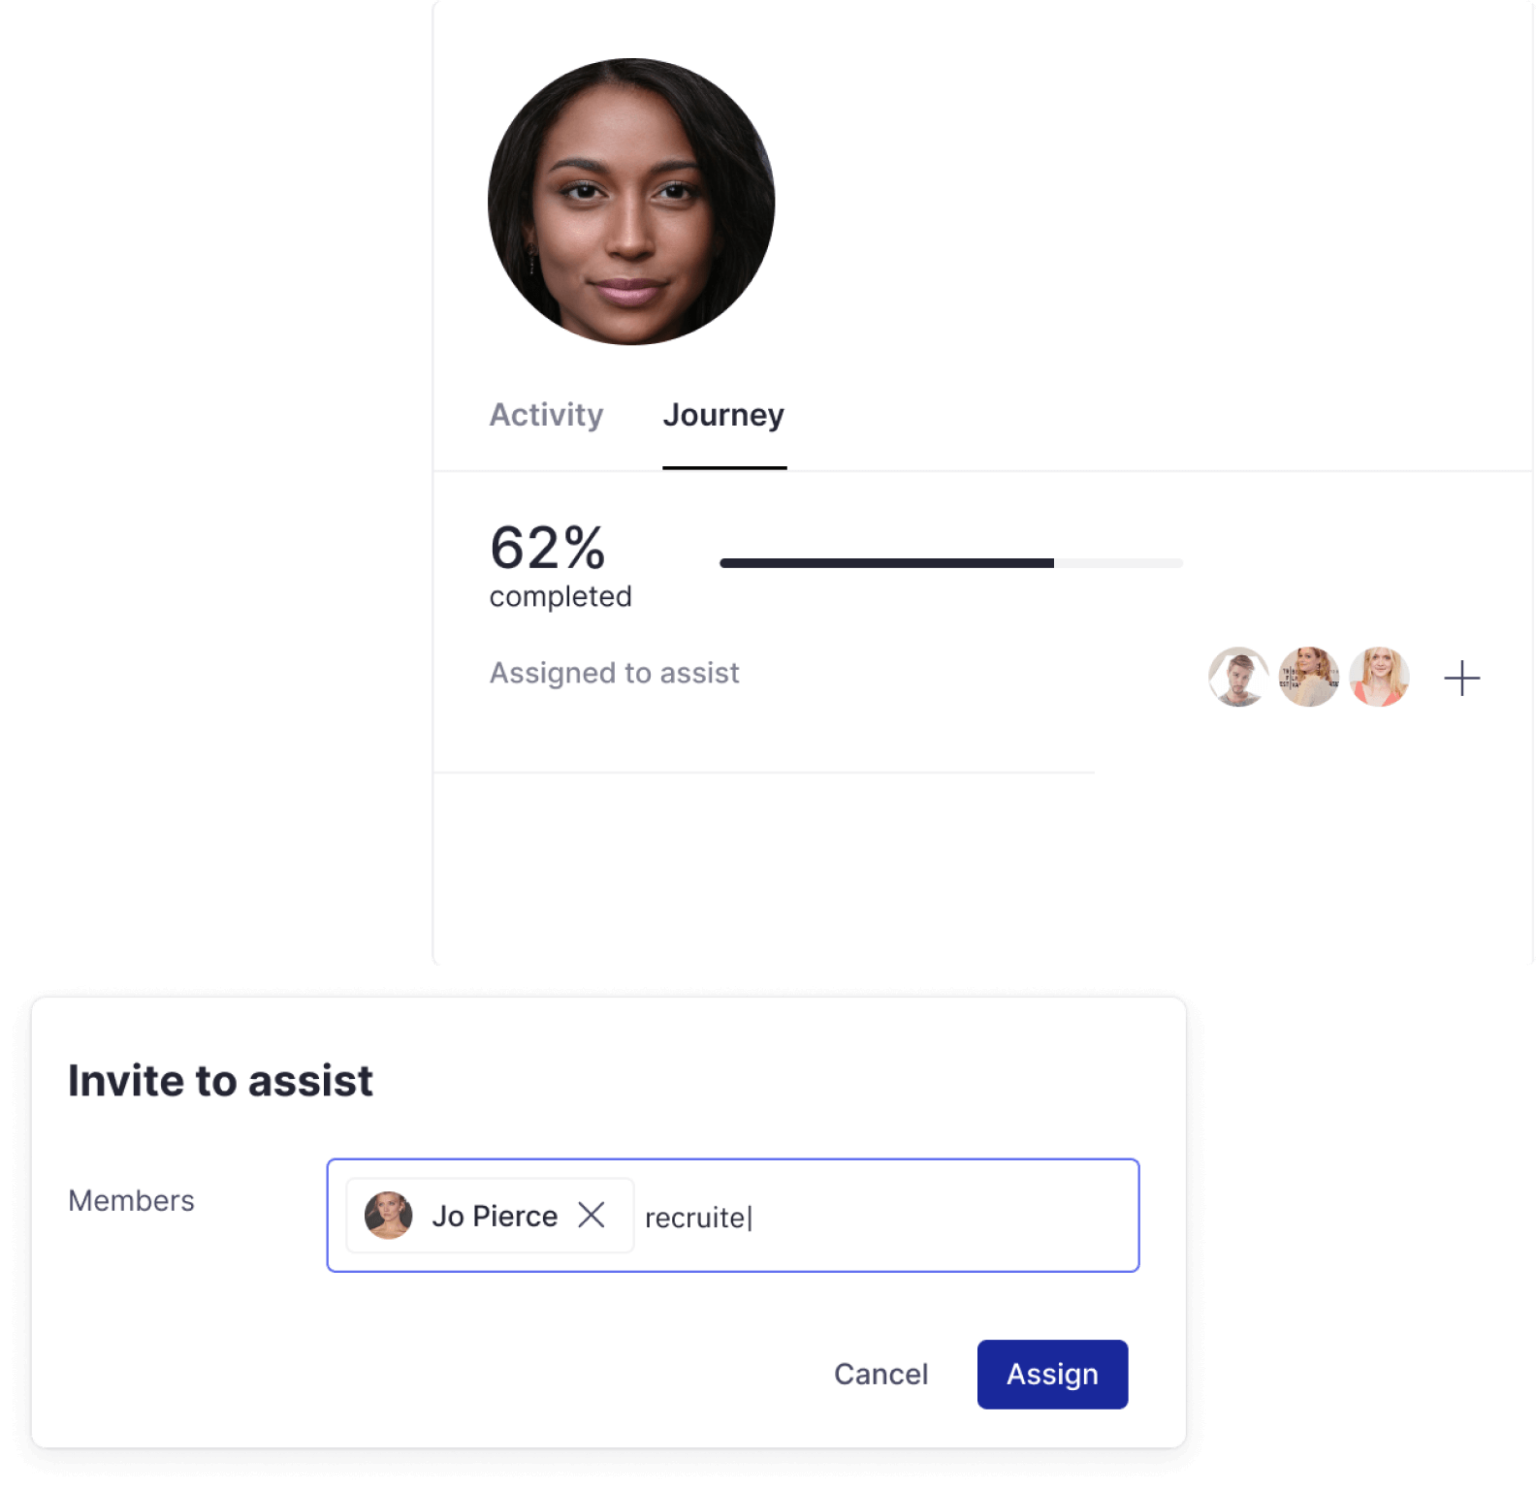 Activity Journey
62%
completed
Assigned to assist
Invite to assist
Members Jo Pierce recruite
Cancel Assign